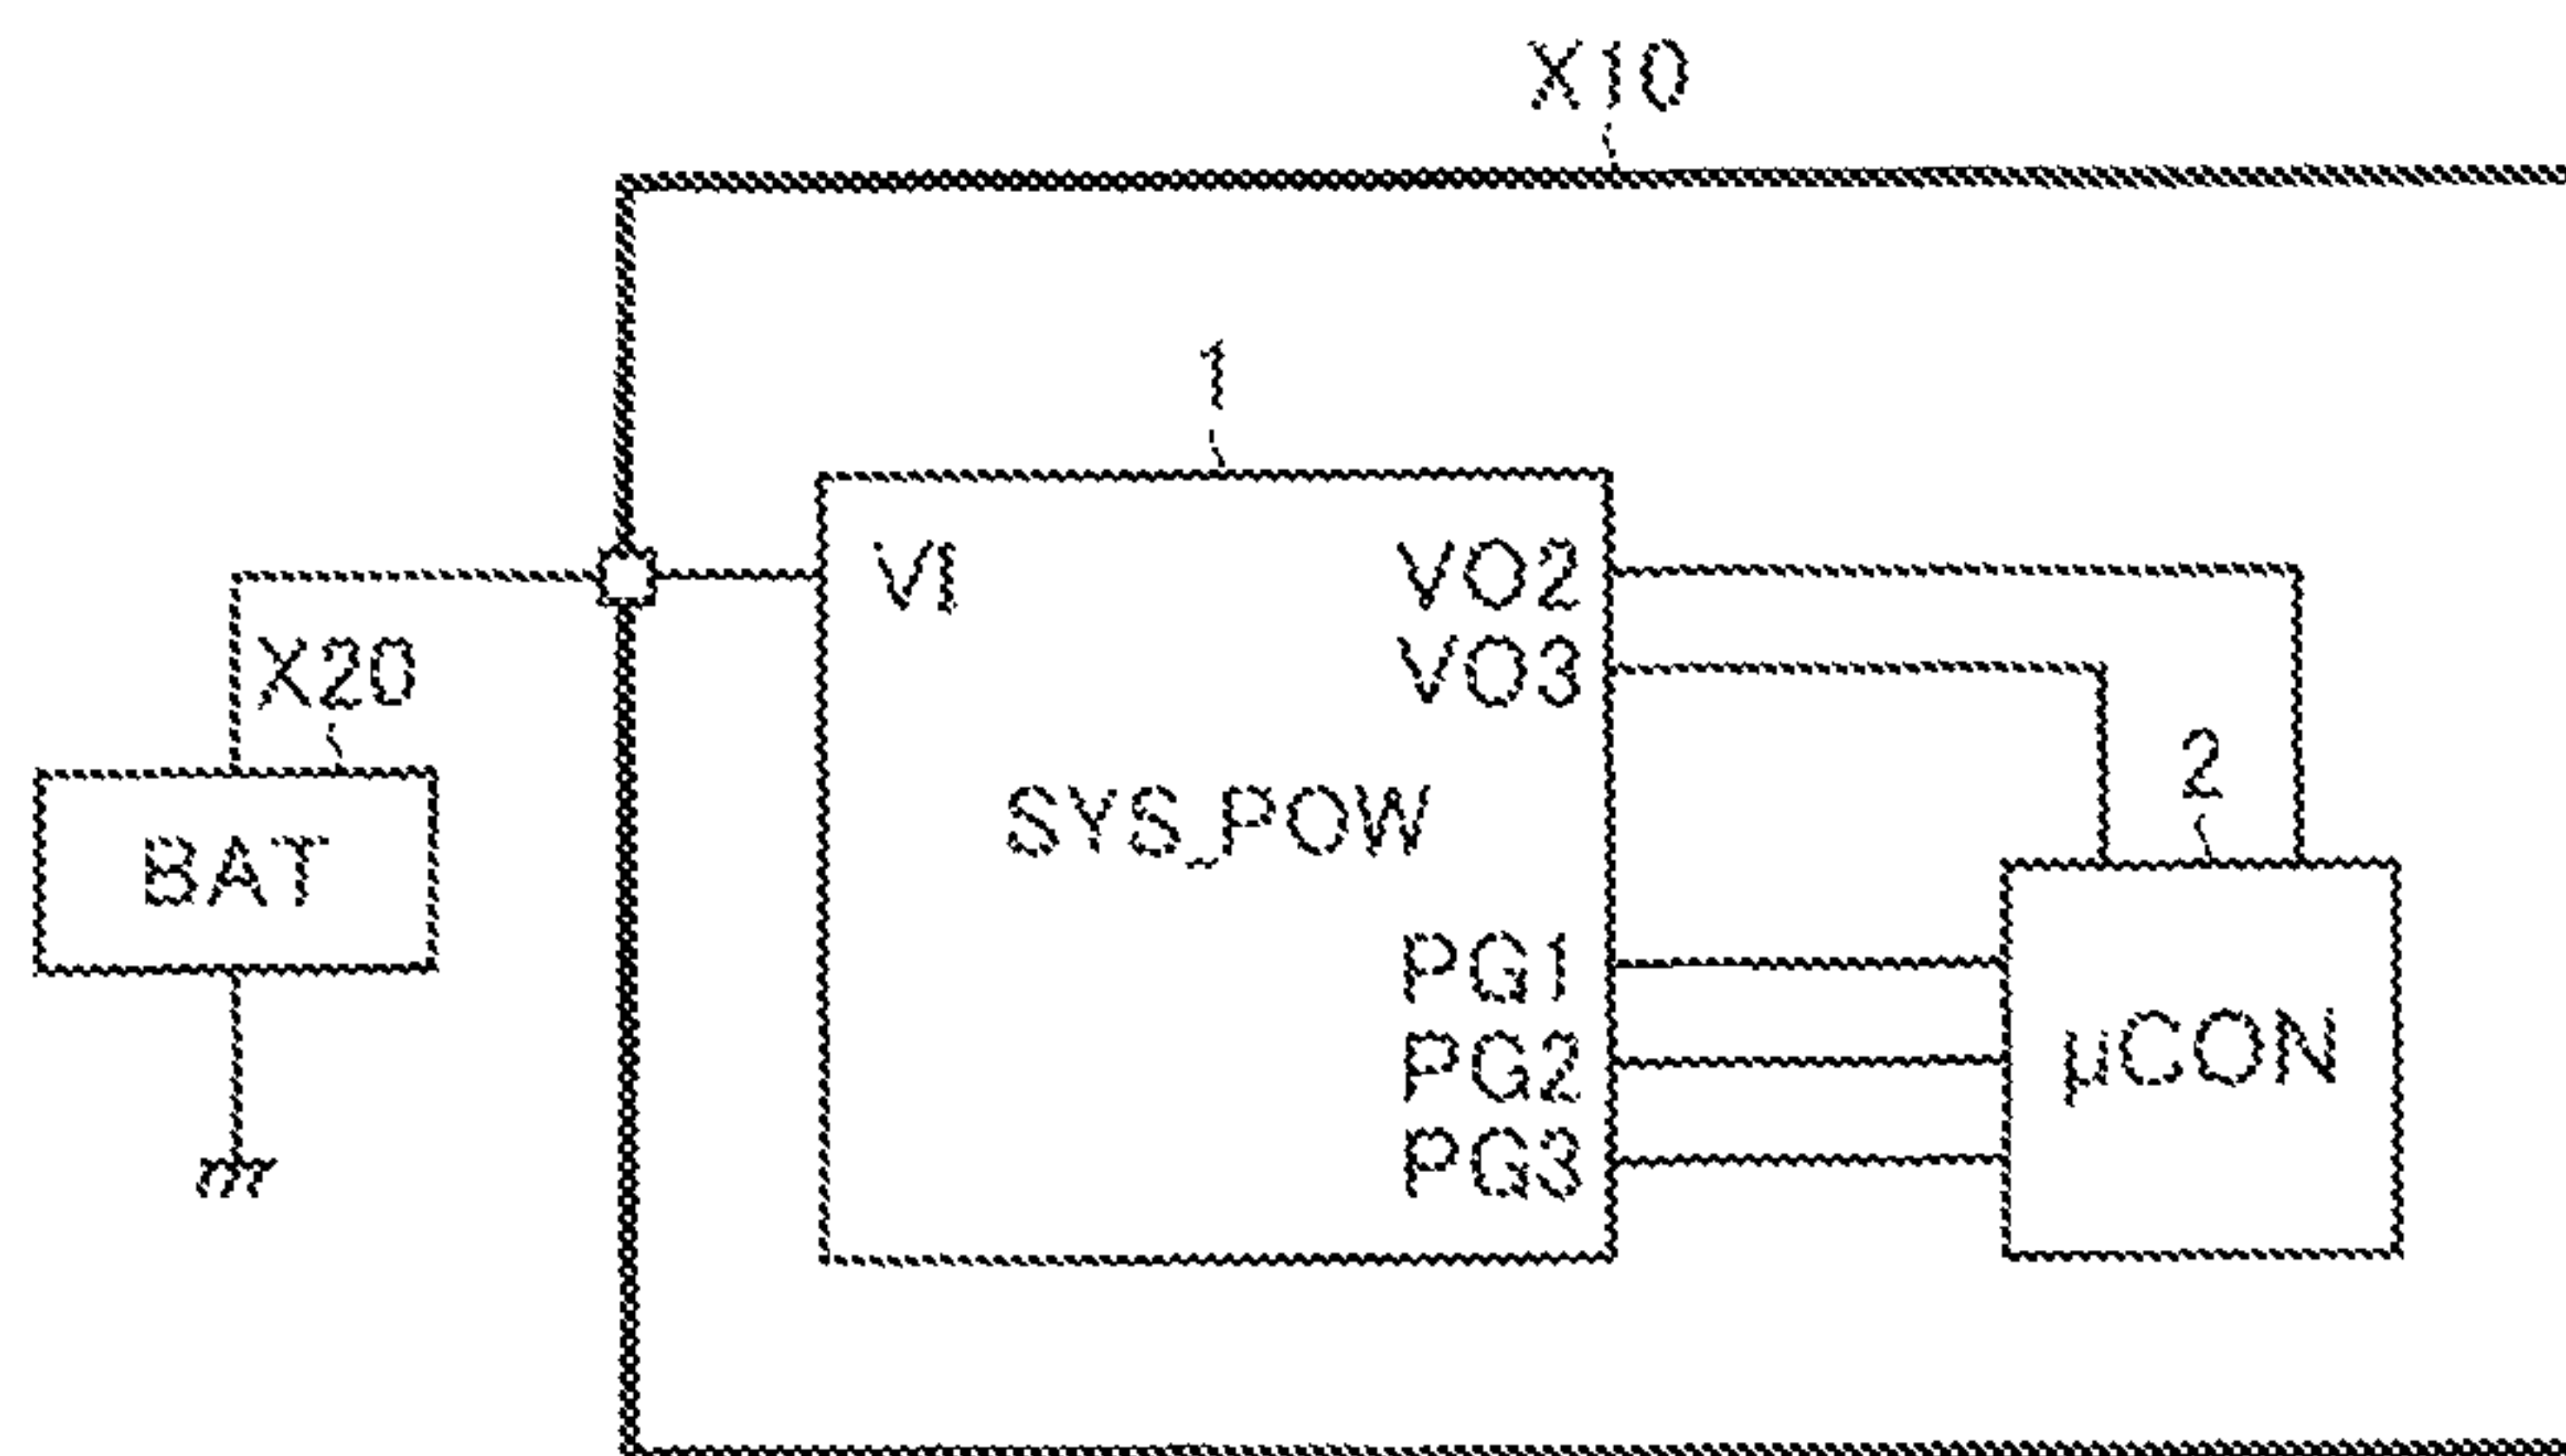 X10
1
VI
VO2
VO3
X20
2
SYS_POW
BAT
PG1
μCON
PG2
PG3